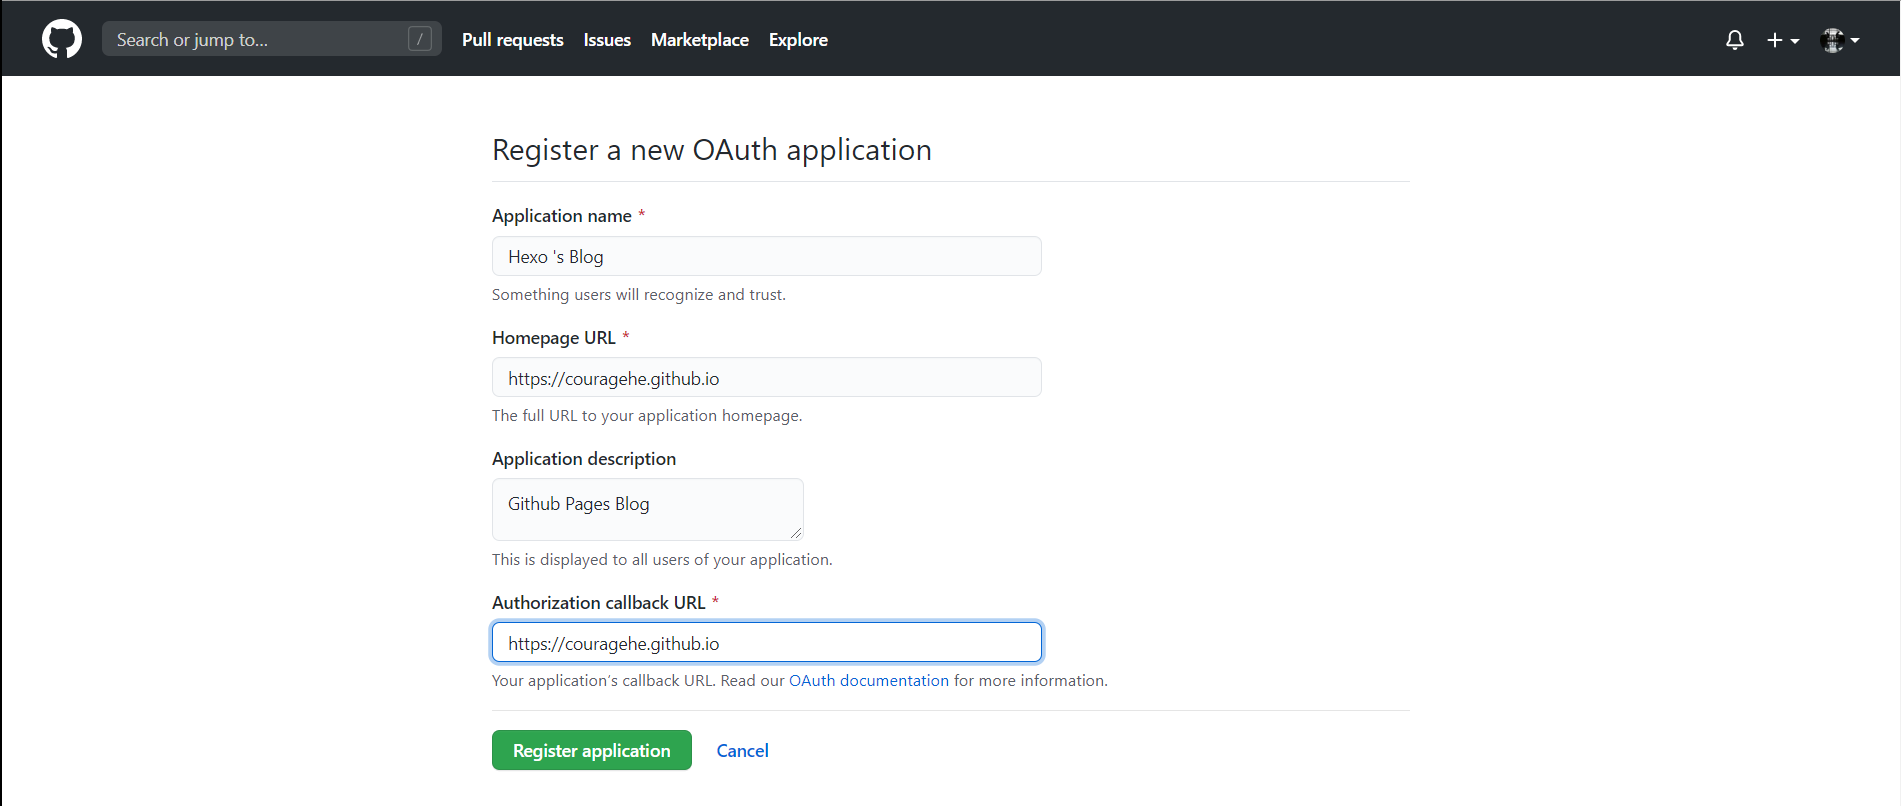 Search or jump to... / Pull requests Issues Marketplace Explore
Register a new OAuth application
Application name *
Hexo 's Blog
Something users will recognize and trust.
Homepage URL *
https://couragehe.github.io
The full URL to your application homepage.
Application description
Github Pages Blog
This is displayed to all users of your application.
Authorization callback URL *
https://couragehe.github.io
Your application’s callback URL. Read our OAuth documentation for more information.
Register application Cancel